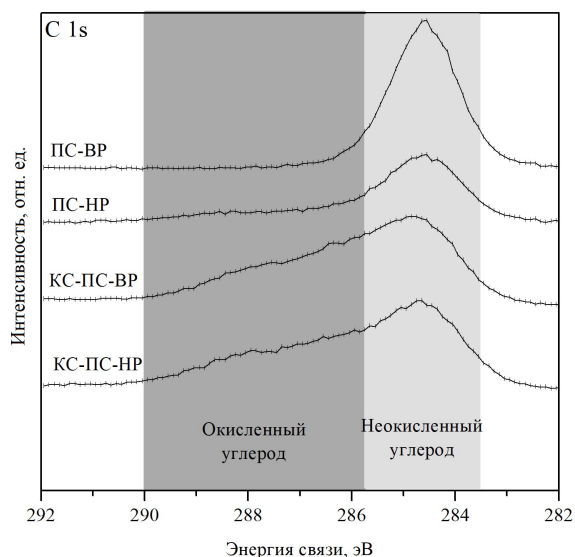 C 1s
ПС-ВР
ПС-НР
КС-ПС-ВР
КС-ПС-НР
Окисленный
углерод
Неокисленный
углерод
Интенсивность, отн. ед.
292 290 288 286 284 282
Энергия связи, эВ